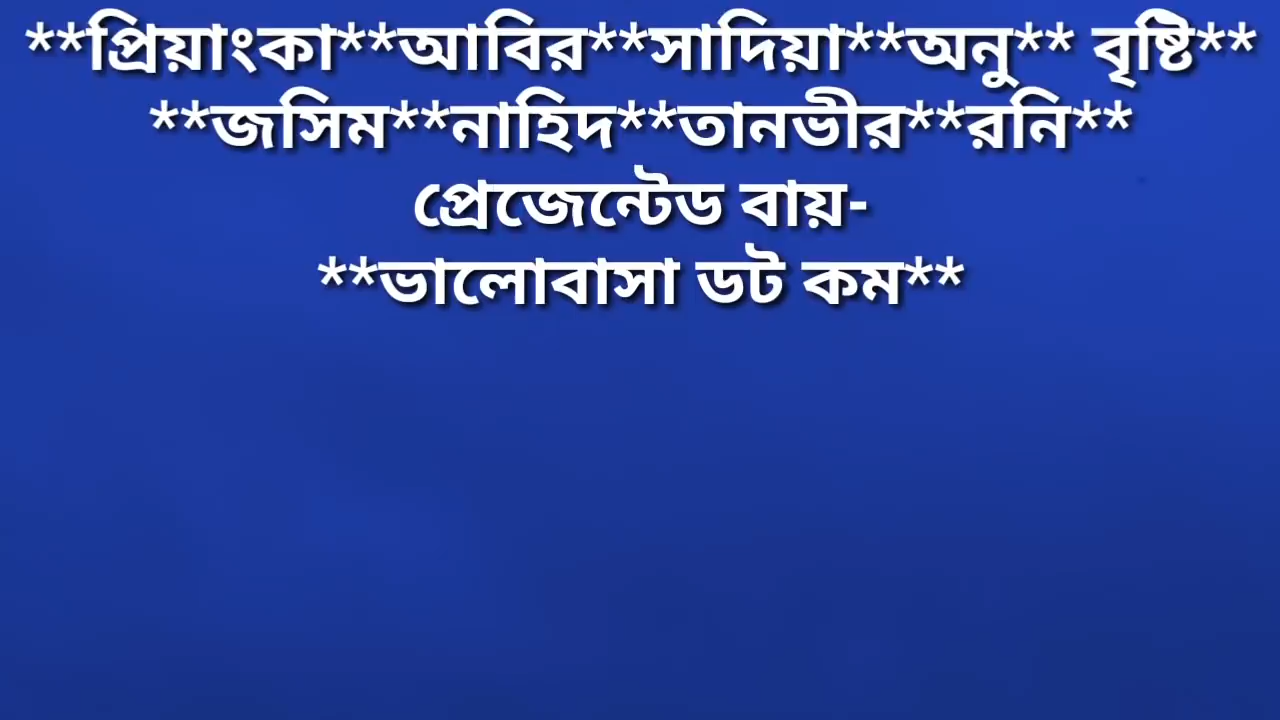 **প্রিয়াংকা**আবির**সাদিয়া**অনু** বৃষ্টি**
**জসিম**নাহিদ**তানভীর**রনি**
প্রেজেন্টেড বায়-
**ভালোবাসা ডট কম**